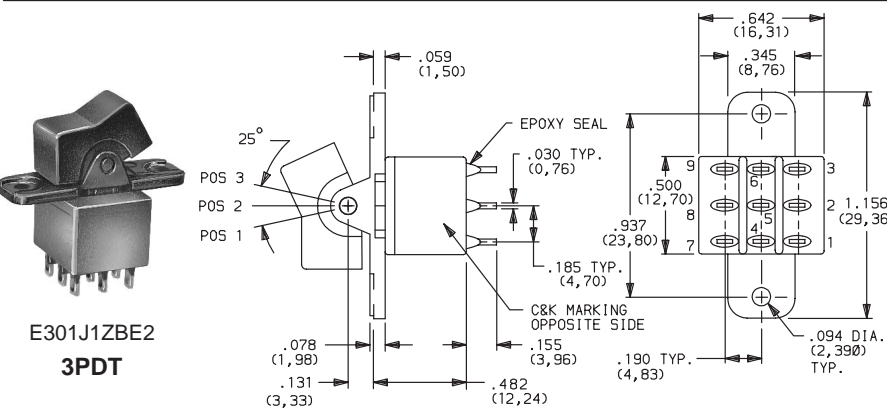 E301J1ZBE2
3PDT
25°
POS 3
POS 2
POS 1
.059
(1,50)
EPOXY SEAL
.030 TYP.
(0,76)
.185 TYP.
(4,70)
C&K MARKING
OPPOSITE SIDE
.078
(1,98)
.155
(3,96)
.131
(3,33)
.482
(12,24)
.642
(16,31)
.345
(8,76)
9
6
3
.500
(12,70)
8
5
2
1.156
(29,36
.937
(23,80)
7
4
1
.190 TYP.
(4,83)
.094 DIA.
(2,390)
TYP.